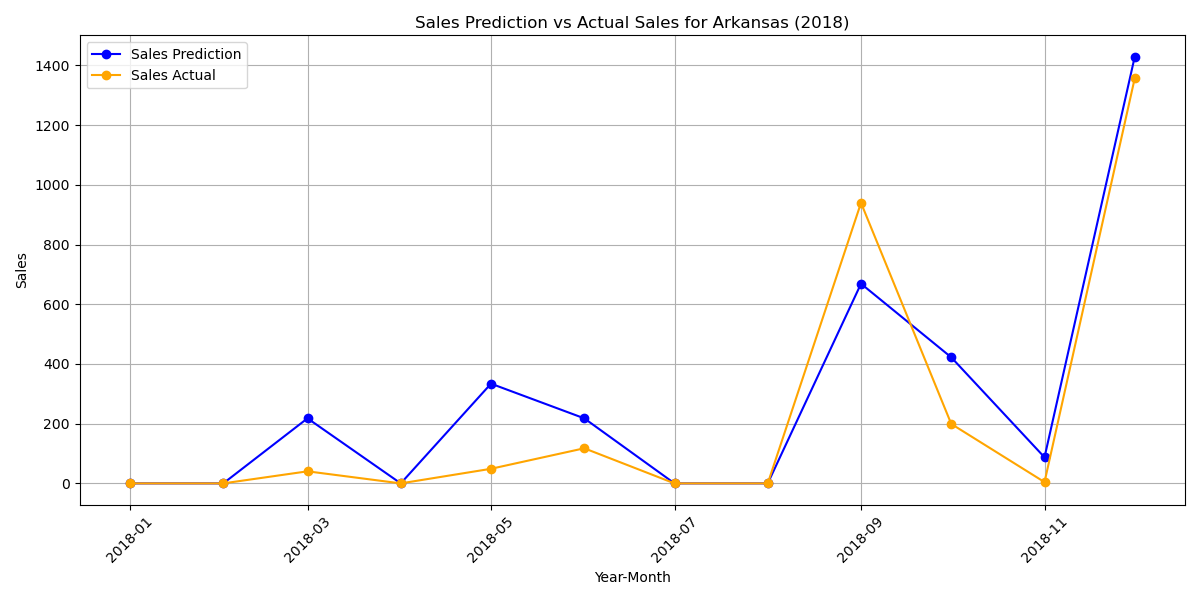 Sales Prediction vs Actual Sales for Arkansas (2018)
Sales Prediction
Sales Actual
1400
1200
1000
800
600
400
200
0
Sales
2018-01
2018-03
2018-05
2018-07
2018-09
2018-11
Year-Month